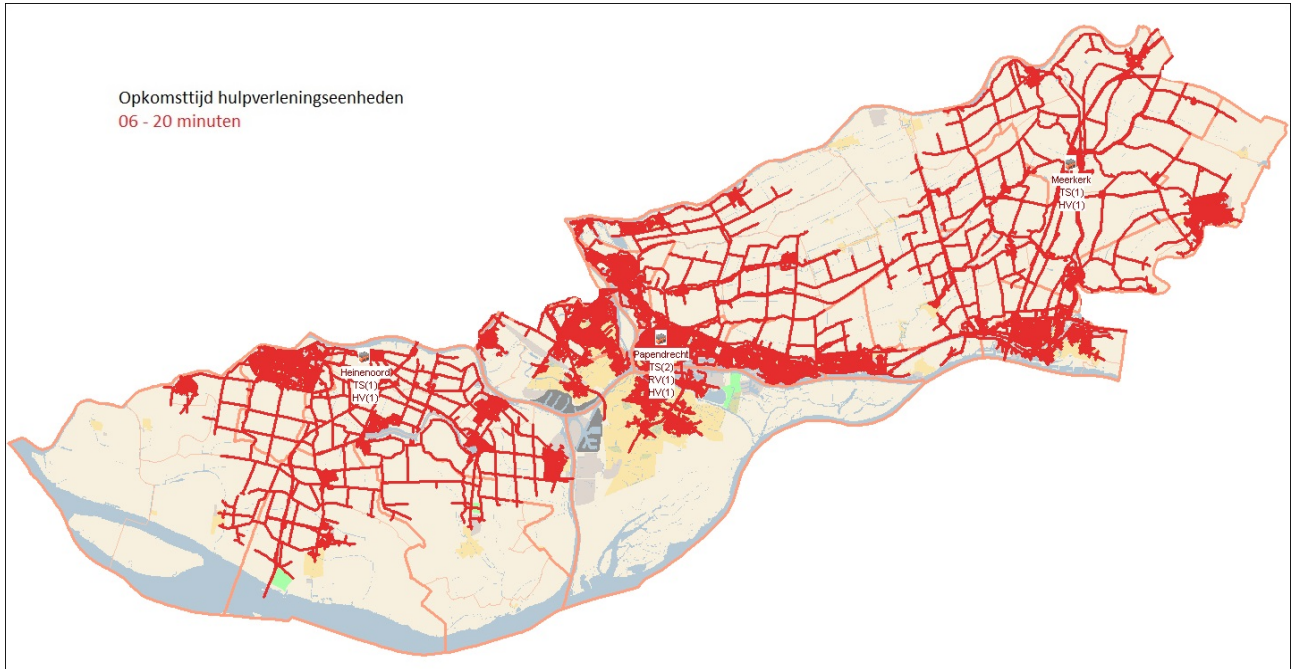 Opkomsttijd hulpverleningseenheden
06 - 20 minuten
Meerkerk
TS(1)
HV(1)
Papendrecht
TS(2)
RV(1)
HV(1)
Heinenoord
TS(1)
HV(1)